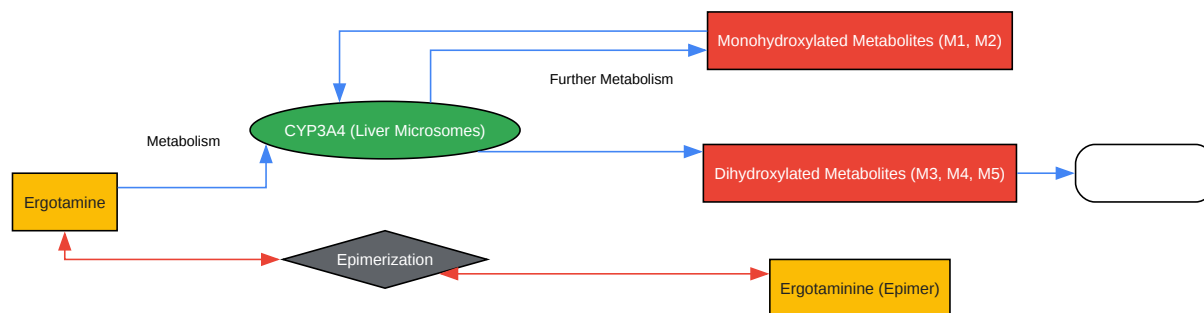 Monohydroxylated Metabolites (M1, M2)
Further Metabolism
CYP3A4 (Liver Microsomes)
Metabolism
Dihydroxylated Metabolites (M3, M4, M5)
Ergotamine
Epimerization
Ergotaminine (Epimer)